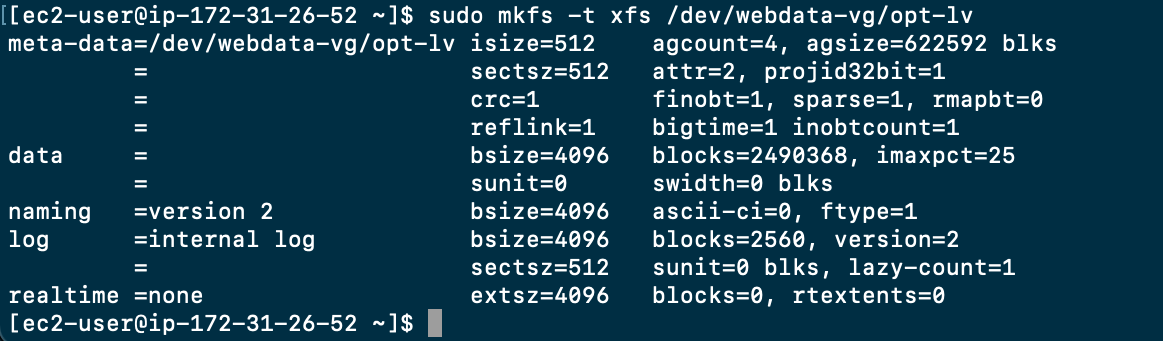 [[ec2-user@ip-172-31-26-52 ~]$ sudo mkfs -t xfs /dev/webdata-vg/opt-lv
meta-data=/dev/webdata-vg/opt-lv isize=512    agcount=4, agsize=622592 blks
         =                       sectsz=512   attr=2, projid32bit=1
         =                       crc=1        finobt=1, sparse=1, rmapbt=0
         =                       reflink=1    bigtime=1 inobtcount=1
data     =                       bsize=4096   blocks=2490368, imaxpct=25
         =                       sunit=0      swidth=0 blks
naming   =version 2              bsize=4096   ascii-ci=0, ftype=1
log      =internal log           bsize=4096   blocks=2560, version=2
         =                       sectsz=512   sunit=0 blks, lazy-count=1
realtime =none                   extsz=4096   blocks=0, rtextents=0
[ec2-user@ip-172-31-26-52 ~]$